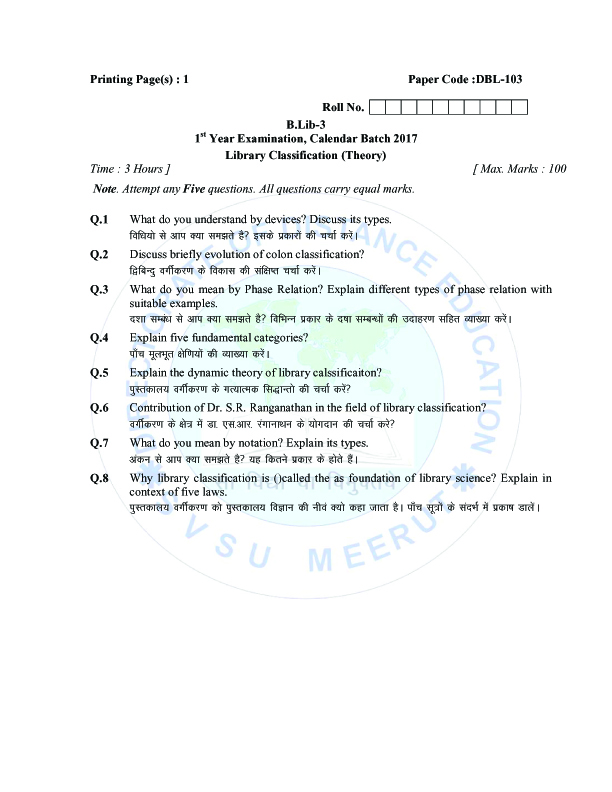 Printing Page(s) : 1 Paper Code :DBL-103
Roll No.
B.Lib-3
1st Year Examination, Calendar Batch 2017
Library Classification (Theory)
Time : 3 Hours ] [ Max. Marks : 100
Note. Attempt any Five questions. All questions carry equal marks.
Q.1 What do you understand by devices? Discuss its types.
विधियो से आप क्या समझते है? इसके प्रकारों की चर्चा करें।
Q.2 Discuss briefly evolution of colon classification?
द्विबिन्दु वर्गीकरण के विकास की संक्षिप्त चर्चा करें।
Q.3 What do you mean by Phase Relation? Explain different types of phase relation with
suitable examples.
दशा सम्बध से आप क्या समझते है? विभिन्न प्रकार के दषा सम्बन्धों की उदाहरण सहित व्याख्या करें।
Q.4 Explain five fundamental categories?
पाँच मूलभूत क्षेणियों की व्याख्या करें।
Q.5 Explain the dynamic theory of library calssificaiton?
पुस्तकालय वर्गीकरण के गत्यात्मक सिद्धान्तो की चर्चा करें?
Q.6 Contribution of Dr. S.R. Ranganathan in the field of library classification?
वर्गीकरण के क्षेत्र में डा. एस.आर. रंगानाथन के योगदान की चर्चा करे?
Q.7 What do you mean by notation? Explain its types.
अंकन से आप क्या समझते है? यह कितने प्रकार के होते हैं।
Q.8 Why library classification is ()called the as foundation of library science? Explain in
context of five laws.
पुस्तकालय वर्गीकरण को पुस्तकालय विज्ञान की नीवं क्यो कहा जाता है। पाँच सूत्रों के संदर्भ में प्रकाष डालें।
DIRECTORATE OF DISTANCE EDUCATION
सा विद्या या विमुक्तये
SVSU MEERUT